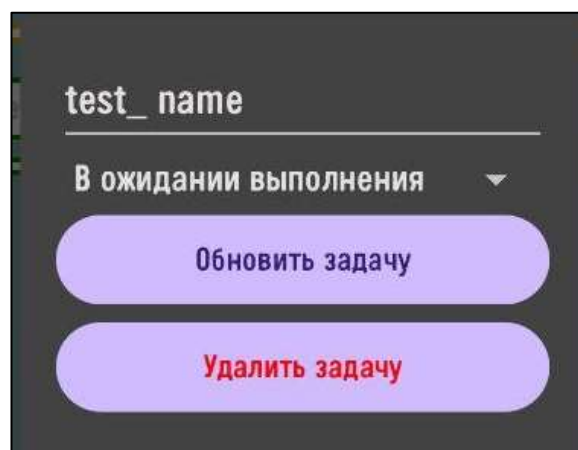 test_ name
В ожидании выполнения
Обновить задачу
Удалить задачу